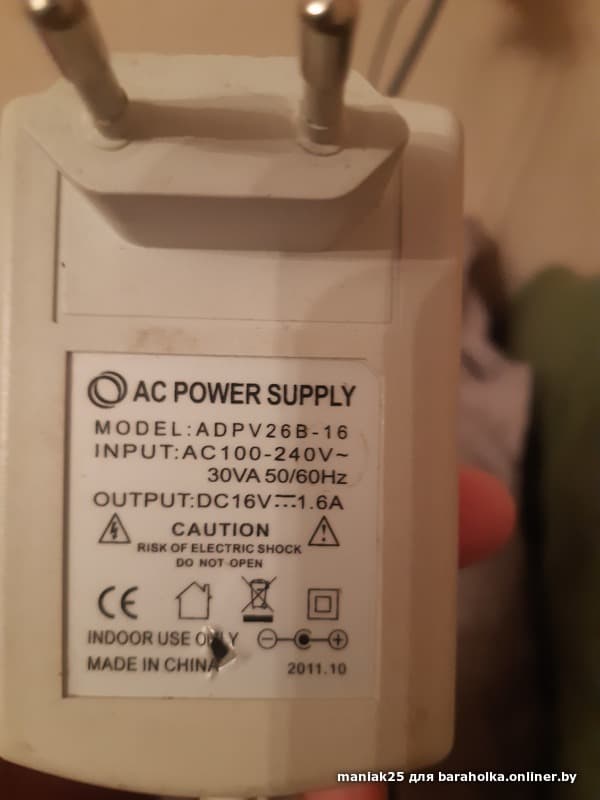 AC POWER SUPPLY
MODEL:ADPV26B-16
INPUT:AC100-240V~
30VA 50/60Hz
OUTPUT:DC16V⎓1.6A
CAUTION
RISK OF ELECTRIC SHOCK
DO NOT OPEN
CE
INDOOR USE ONLY
MADE IN CHINA
2011.10
maniak25 для baraholka.onliner.by